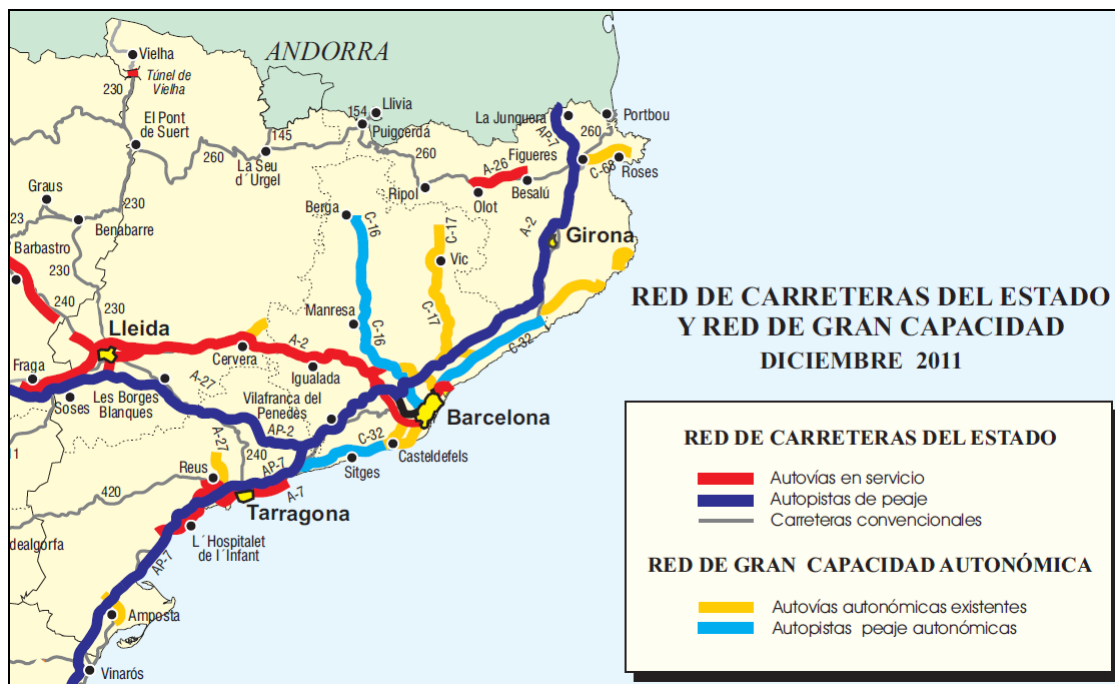 C
ANDORRA
Vielha
Túnel de
Vielha
230
El Pont
de Suert
260
145
La Seu
d´Urgel
154
Llivia
Puigcerdá
260
Ripol
A-26
Olot
Besalú
La Junquera
AP-7
260
Portbou
Figueres
C-68
Roses
Graus
23
Benabarre
230
Barbastro
230
240
230
Berga
C-16
C-17
Vic
A-2
Girona
Manresa
C-16
C-17
C-32
Lleida
Cervera
A-2
Igualada
Fraga
Soses
Les Borges
Blanques
A-27
Vilafranca del
Penedès
Barcelona
AP-2
C-32
Casteldefels
Sitges
A-27
Reus
240
AP-7
A-7
Tarragona
1
420
L´Hospitalet
de l´Infant
dealgorfa
AP-7
Amposta
Vinarós
RED DE CARRETERAS DEL ESTADO
Y RED DE GRAN CAPACIDAD
DICIEMBRE 2011
RED DE CARRETERAS DEL ESTADO
Autovías en servicio
Autopistas de peaje
Carreteras convencionales
RED DE GRAN CAPACIDAD AUTONÓMICA
Autovías autonómicas existentes
Autopistas peaje autonómicas